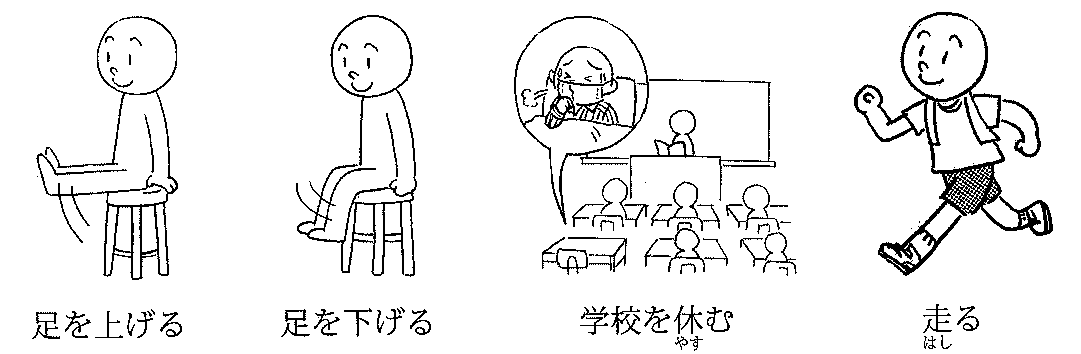 足を上げる
足を下げる
学校を休む
やす
走る
はし